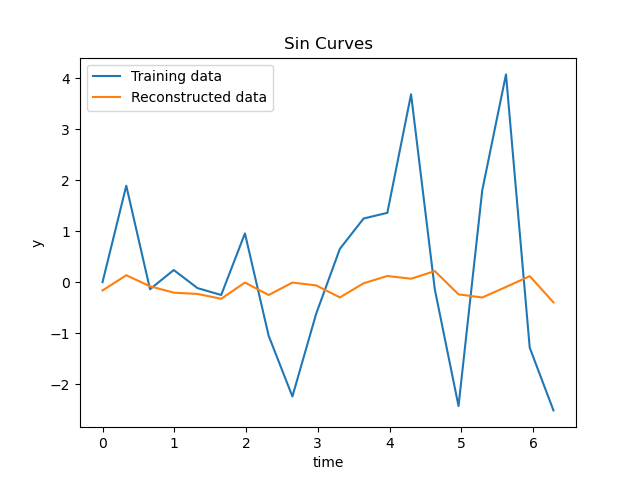 Sin Curves
Training data
Reconstructed data
4
3
2
1
0
−1
−2
y
0 1 2 3 4 5 6
time